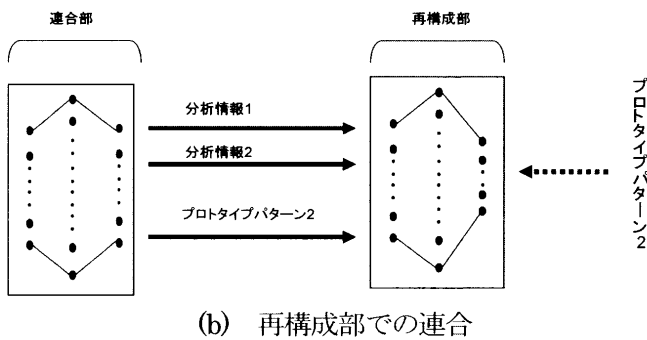 連合部
再構成部
分析情報1
分析情報2
プロトタイプパターン2
プロトタイプパターン2
(b) 再構成部での連合